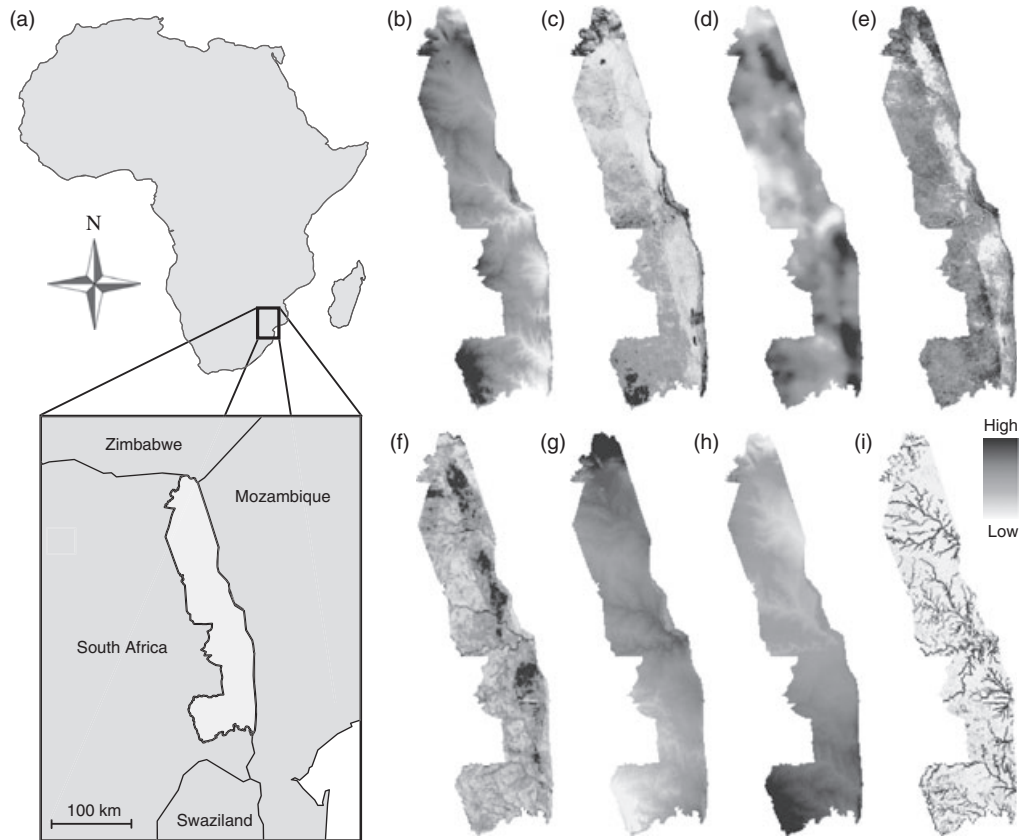 (a)
(b)
(c)
(d)
(e)
N
Zimbabwe
Mozambique
South Africa
100 km
Swaziland
(f)
(g)
(h)
(i)
High
Low